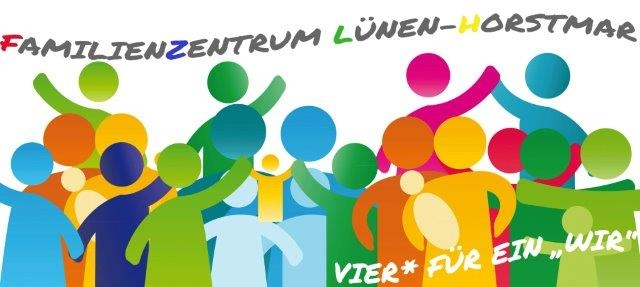 FAMILIENZENTRUM LÜNEN-HORSTMAR
VIER* FÜR EIN „WIR“